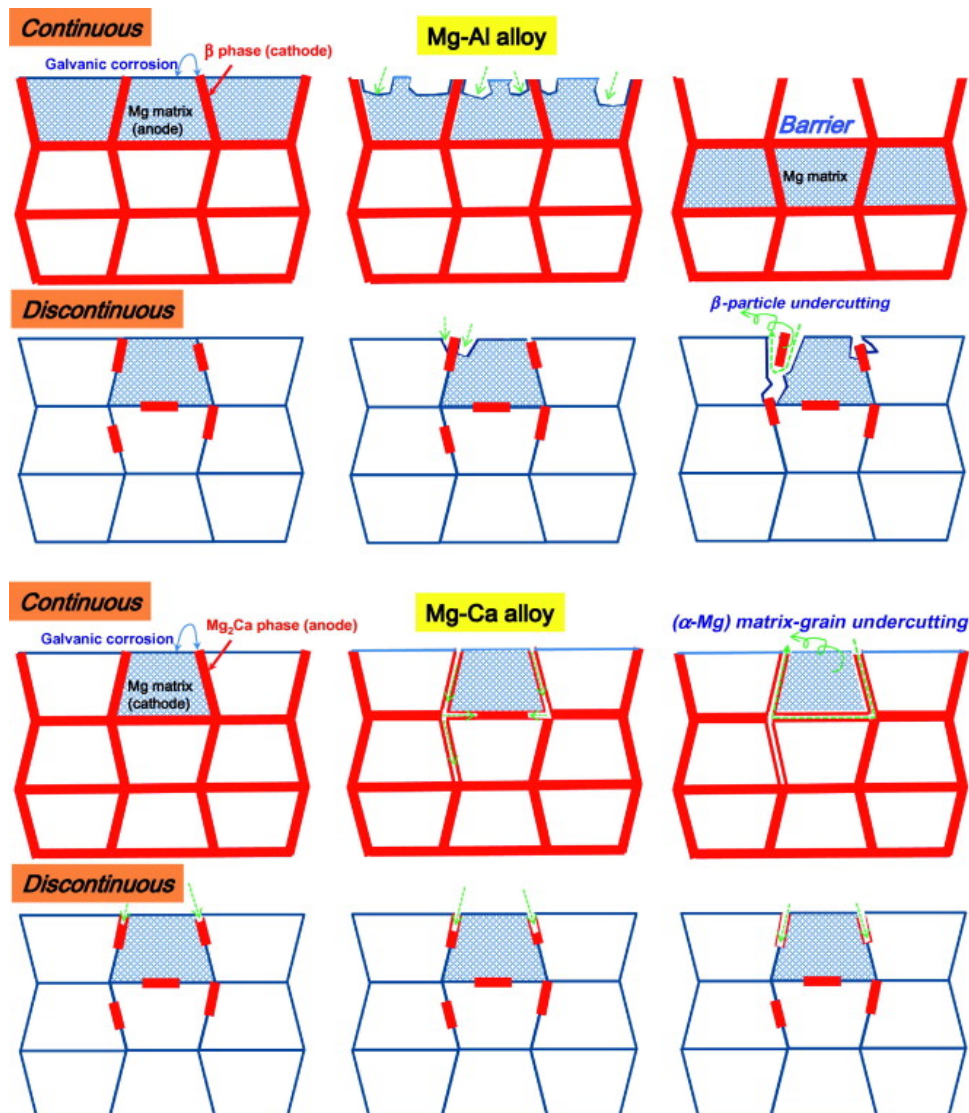 Continuous
Mg-Al alloy
β phase (cathode)
Galvanic corrosion
Mg matrix
(anode)
Barrier
Mg matrix
Discontinuous
β-particle undercutting
Continuous
Mg-Ca alloy
Mg₂Ca phase (anode)
Galvanic corrosion
(α-Mg) matrix-grain undercutting
Mg matrix
(cathode)
Discontinuous